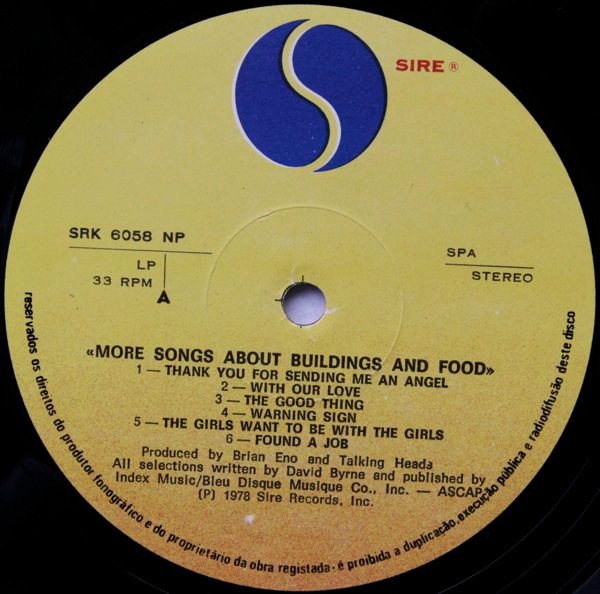 SIRE ®
SRK 6058 NP
LP
33 RPM
A
SPA
STEREO
«MORE SONGS ABOUT BUILDINGS AND FOOD»
1 — THANK YOU FOR SENDING ME AN ANGEL
2 — WITH OUR LOVE
3 — THE GOOD THING
4 — WARNING SIGN
5 — THE GIRLS WANT TO BE WITH THE GIRLS
6 — FOUND A JOB
Produced by Brian Eno and Talking Heads
All selections written by David Byrne and published by
Index Music/Bleu Disque Musique Co., Inc. — ASCAP
(P) 1978 Sire Records, Inc.
reservados os direitos do produtor fonográfico e do proprietário da obra registada - é proibida a duplicação, execução pública e radiodifusão deste disco